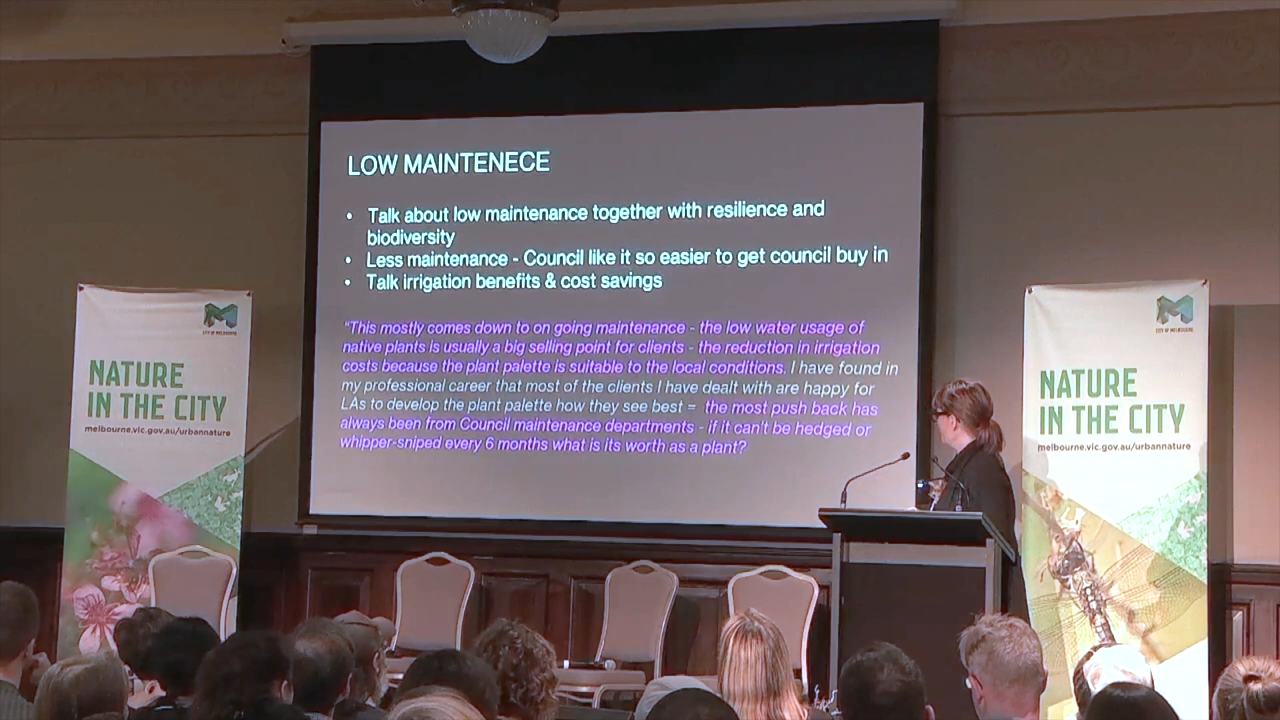 LOW MAINTENECE
• Talk about low maintenance together with resilience and
biodiversity
• Less maintenance - Council like it so easier to get council buy in
• Talk irrigation benefits & cost savings
"This mostly comes down to on going maintenance - the low water usage of
native plants is usually a big selling point for clients - the reduction in irrigation
costs because the plant palette is suitable to the local conditions. I have found in
my professional career that most of the clients I have dealt with are happy for
LAs to develop the plant palette how they see best = the most push back has
always been from Council maintenance departments - if it can't be hedged or
whipper-sniped every 6 months what is its worth as a plant?
CITY OF MELBOURNE
NATURE
IN THE CITY
melbourne.vic.gov.au/urbannature
CITY OF MELBOURNE
NATURE
IN THE CITY
melbourne.vic.gov.au/urbannature